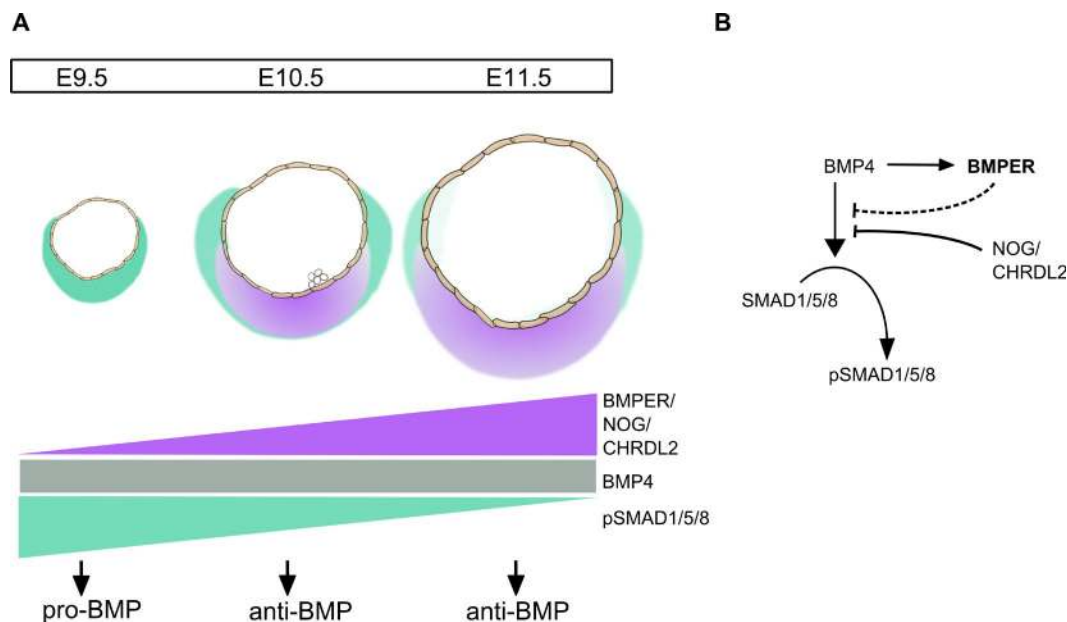 A
E9.5 E10.5 E11.5
BMPER/
NOG/
CHRDL2
BMP4
pSMAD1/5/8
pro-BMP anti-BMP anti-BMP
B
BMP4 BMPER
NOG/
CHRDL2
SMAD1/5/8
pSMAD1/5/8